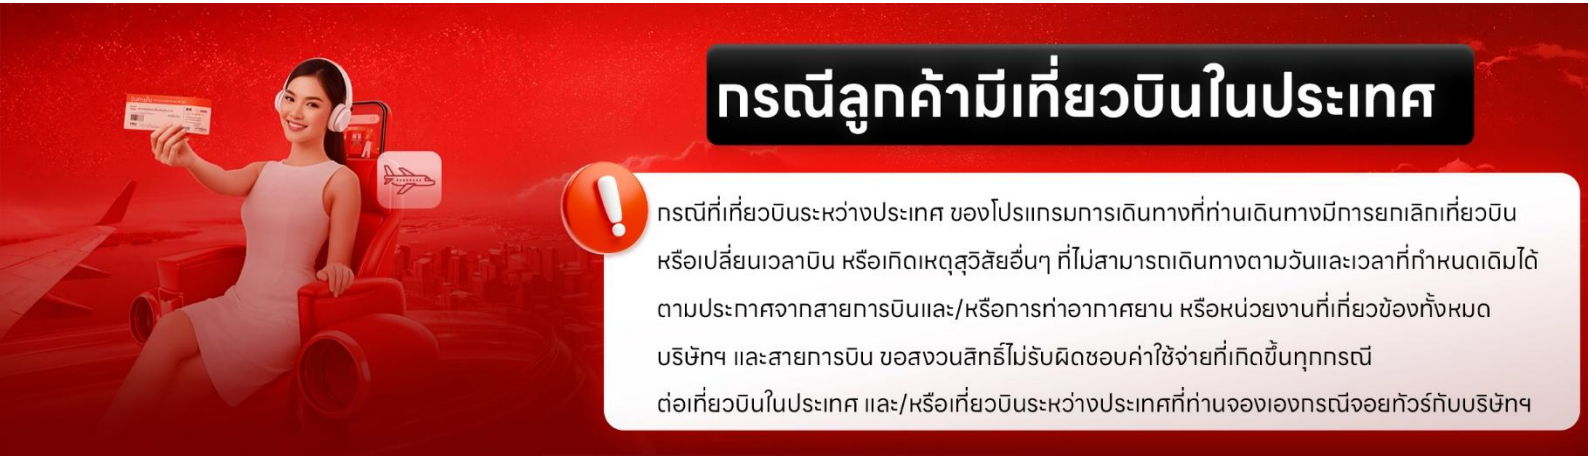 กรณีลูกค้ามีเที่ยวบินในประเทศ
กรณีที่เที่ยวบินระหว่างประเทศ ของโปรแกรมการเดินทางที่ท่านเดินทางมีการยกเลิกเที่ยวบิน
หรือเปลี่ยนเวลาบิน หรือเกิดเหตุสุวิสัยอื่นๆ ที่ไม่สามารถเดินทางตามวันและเวลาที่กำหนดเดิมได้
ตามประกาศจากสายการบินและ/หรือการท่าอากาศยาน หรือหน่วยงานที่เกี่ยวข้องทั้งหมด
บริษัทฯ และสายการบิน ขอสงวนสิทธิ์ไม่รับผิดชอบค่าใช้จ่ายที่เกิดขึ้นทุกกรณี
ต่อเที่ยวบินในประเทศ และ/หรือเที่ยวบินระหว่างประเทศที่ท่านจองเองกรณีจอยทัวร์กับบริษัทฯ